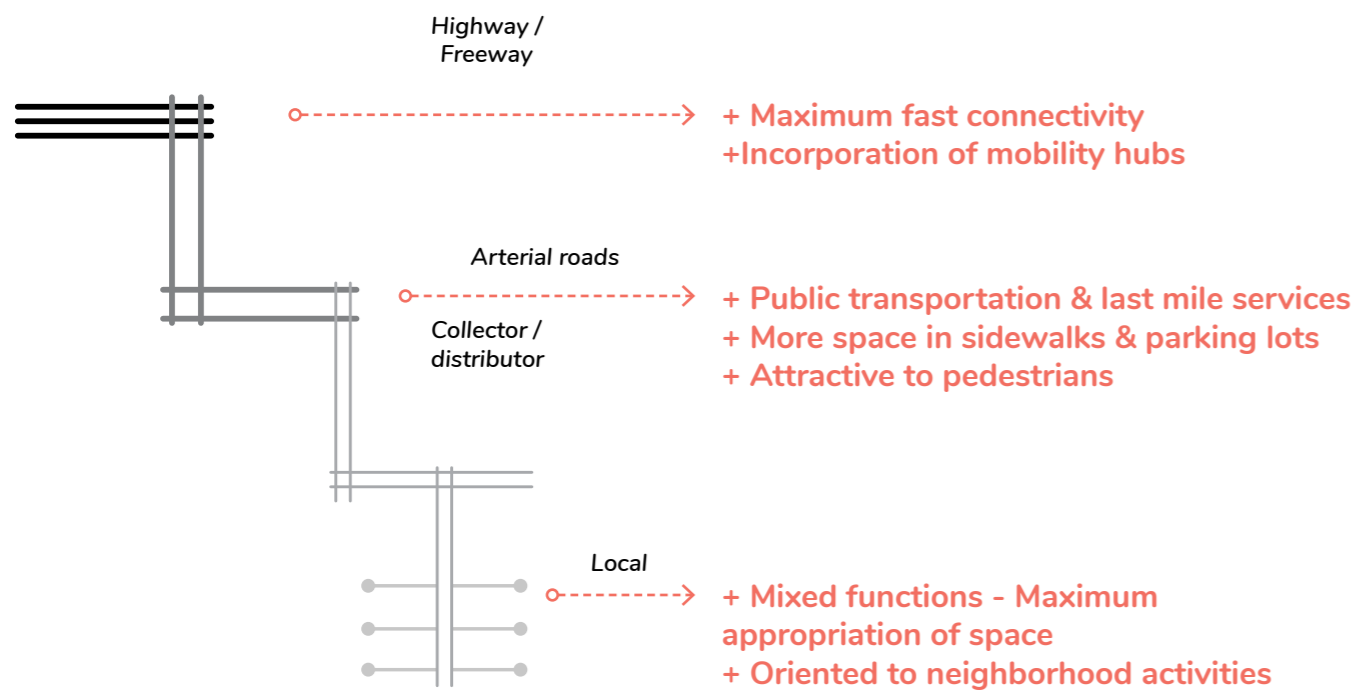 Highway /
Freeway
+ Maximum fast connectivity
+Incorporation of mobility hubs
Arterial roads
Collector /
distributor
+ Public transportation & last mile services
+ More space in sidewalks & parking lots
+ Attractive to pedestrians
Local
+ Mixed functions - Maximum
appropriation of space
+ Oriented to neighborhood activities